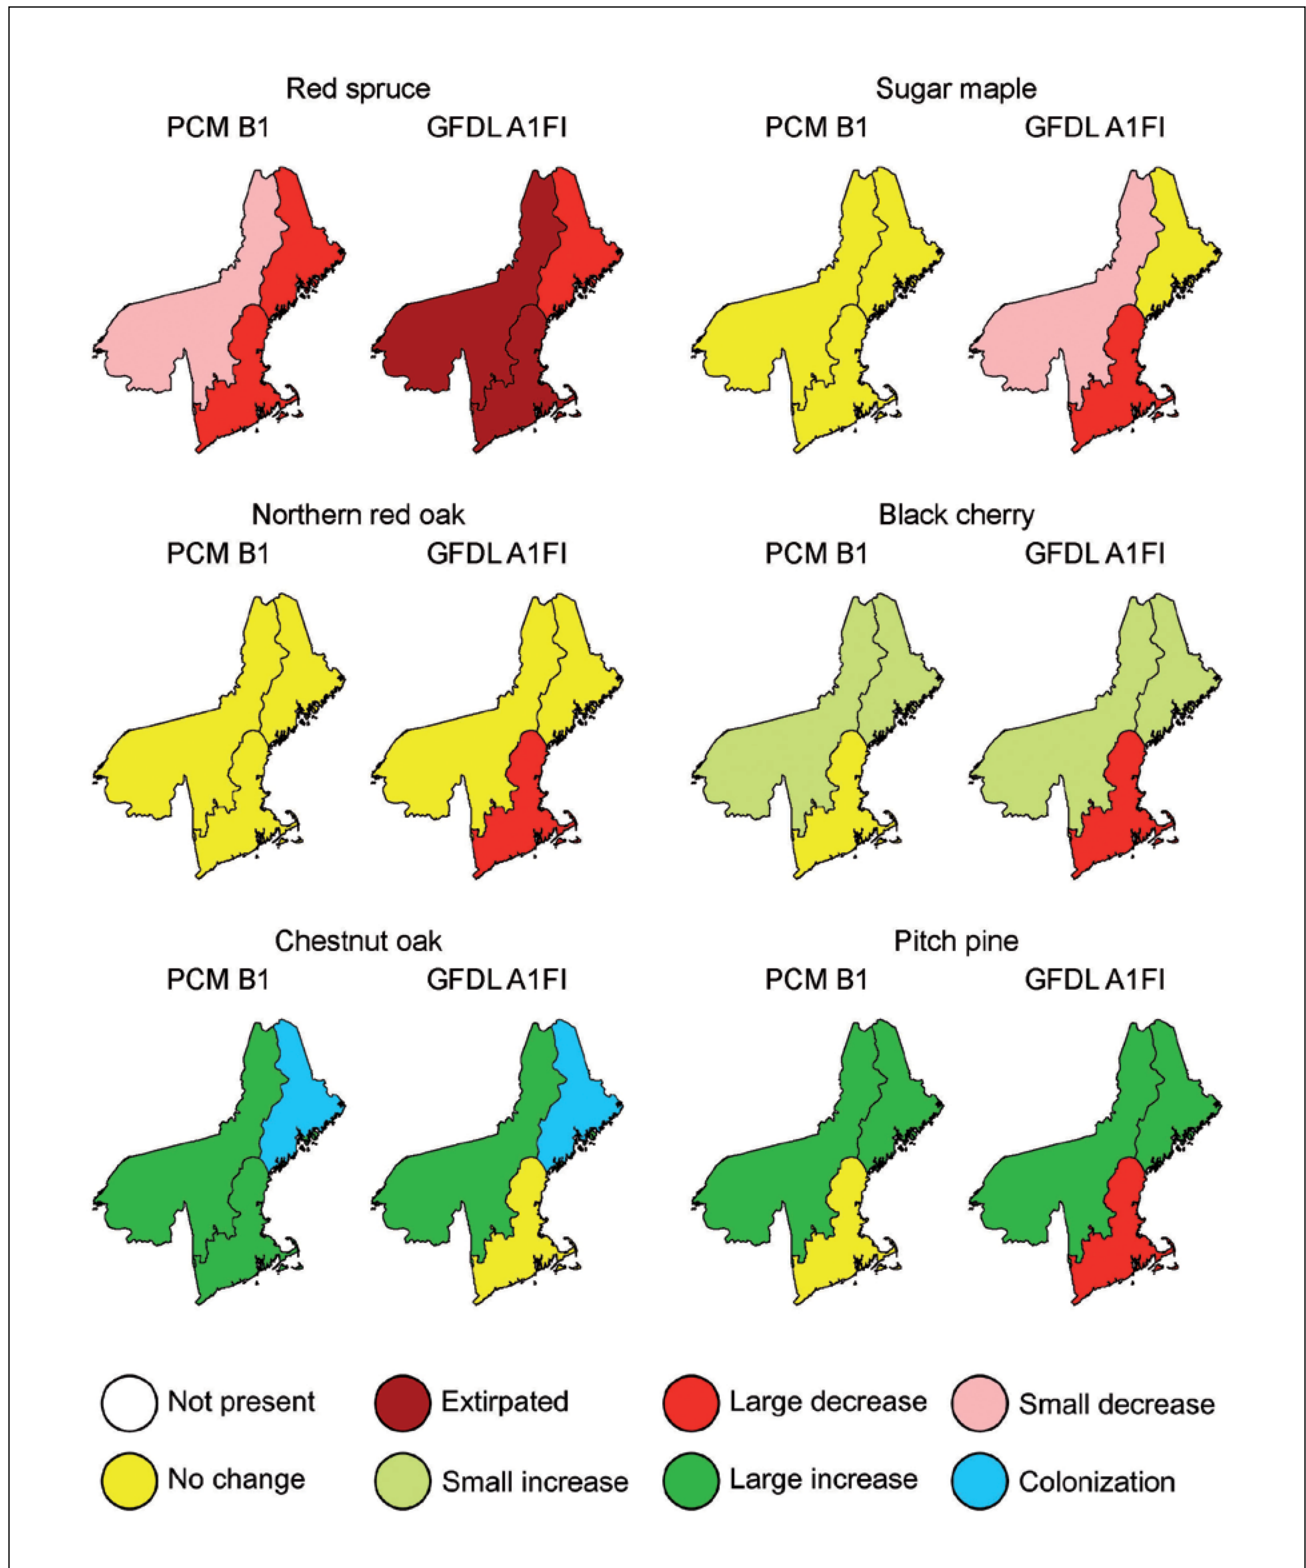 Red spruce
Sugar maple
PCM B1
GFDL A1FI
PCM B1
GFDL A1FI
Northern red oak
Black cherry
PCM B1
GFDL A1FI
PCM B1
GFDL A1FI
Chestnut oak
Pitch pine
PCM B1
GFDL A1FI
PCM B1
GFDL A1FI
Not present
Extirpated
Large decrease
Small decrease
No change
Small increase
Large increase
Colonization